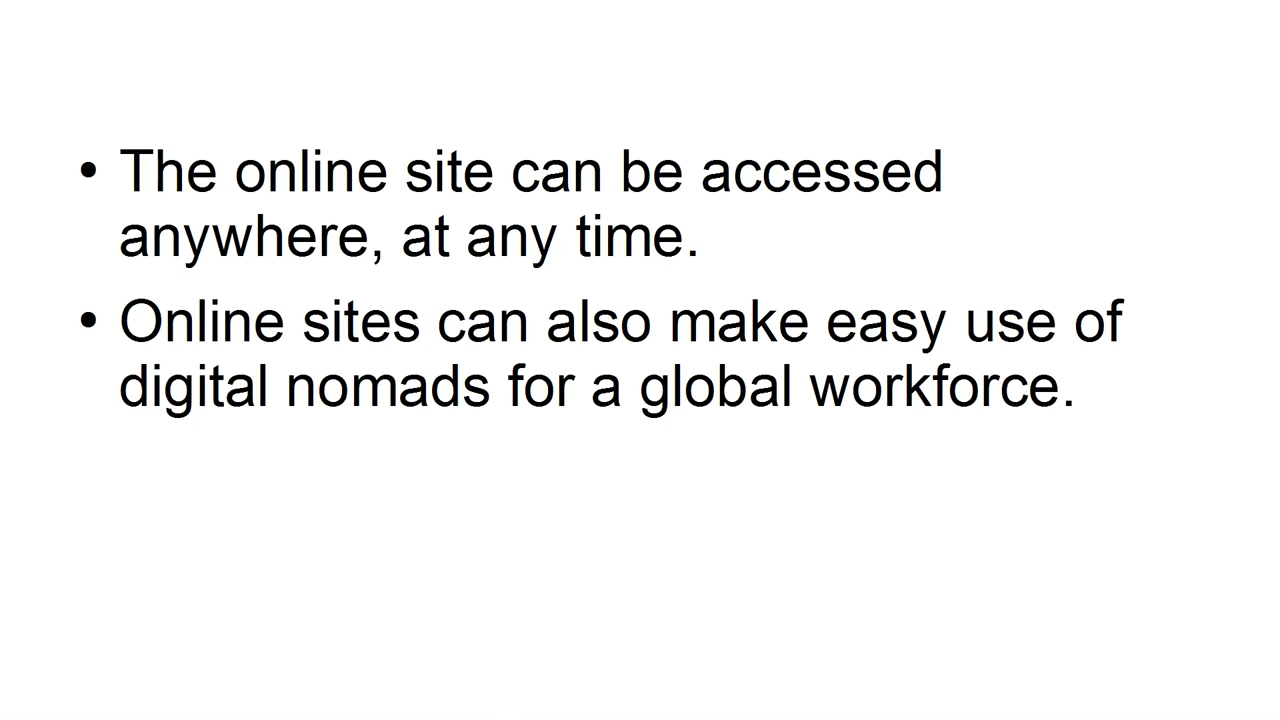 • The online site can be accessed
anywhere, at any time.
• Online sites can also make easy use of
digital nomads for a global workforce.